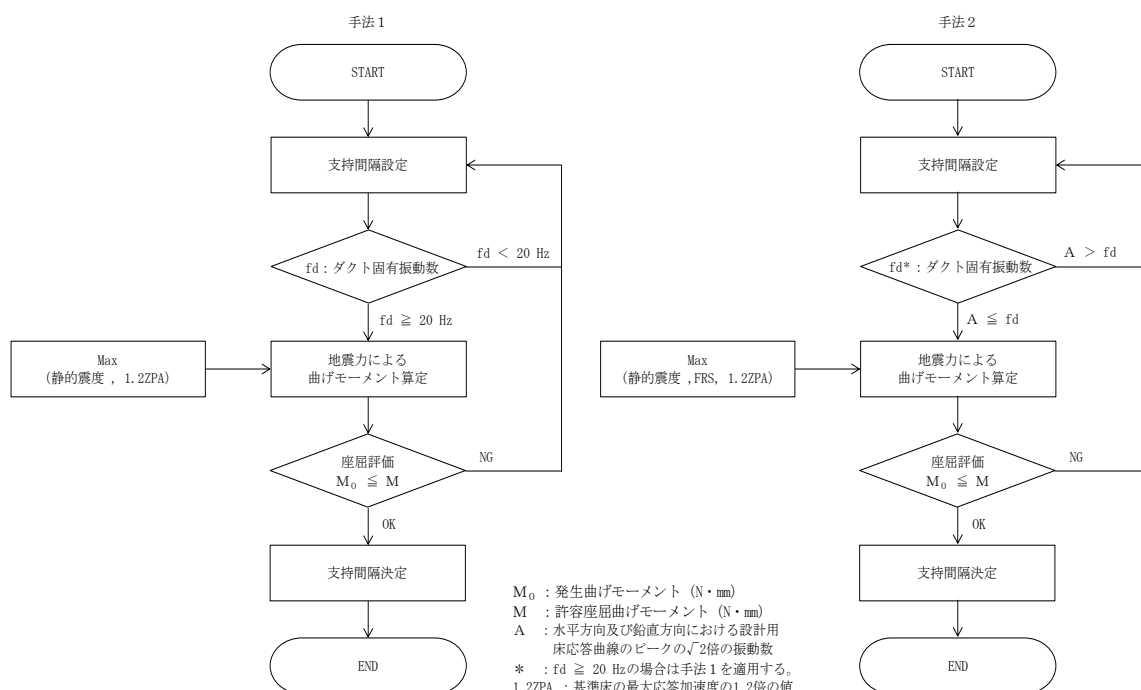 手法1
START
支持間隔設定
fd：ダクト固有振動数
fd < 20 Hz
fd ≧ 20 Hz
Max
(静的震度 , 1.2ZPA)
地震力による
曲げモーメント算定
座屈評価
M₀ ≦ M
NG
OK
支持間隔決定
END
手法2
START
支持間隔設定
fd*：ダクト固有振動数
A > fd
A ≦ fd
Max
(静的震度 ,FRS, 1.2ZPA)
地震力による
曲げモーメント算定
座屈評価
M₀ ≦ M
NG
OK
支持間隔決定
END
M₀ ：発生曲げモーメント (N・mm)
M ：許容座屈曲げモーメント (N・mm)
A ：水平方向及び鉛直方向における設計用
床応答曲線のピークの√2倍の振動数
* ：fd ≧ 20 Hzの場合は手法1を適用する。
1.2ZPA ：基準床の最大応答加速度の1.2倍の値